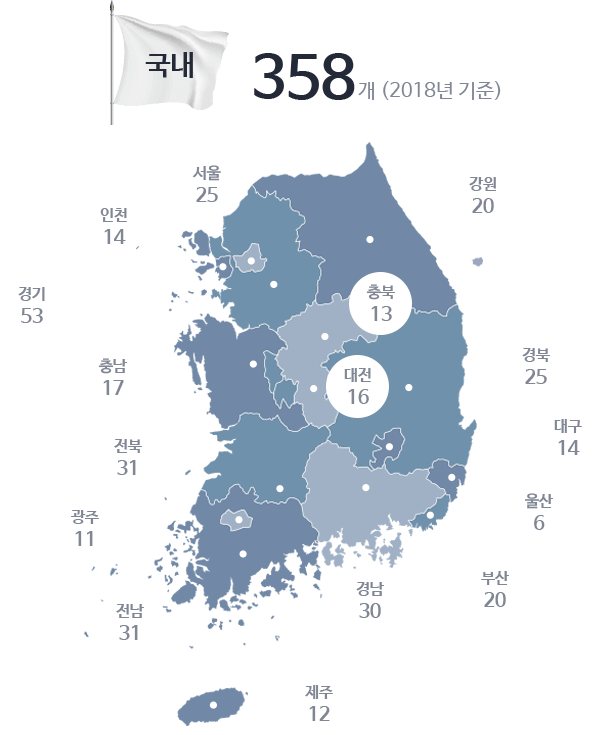 국내
358개 (2018년 기준)
서울
25
강원
20
인천
14
경기
53
충북
13
경북
25
충남
17
대전
16
대구
14
전북
31
울산
6
광주
11
부산
20
경남
30
전남
31
제주
12